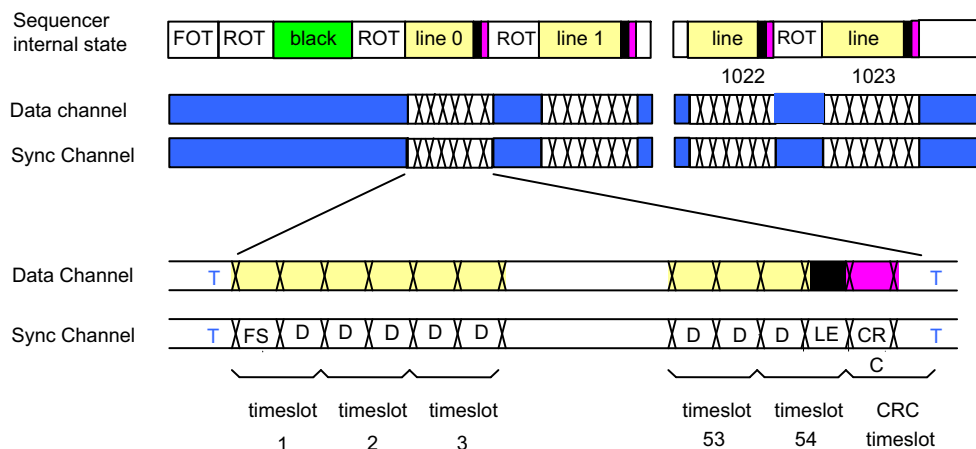 Sequencer
internal state
FOT ROT black ROT line 0 ROT line 1 line ROT line
1022 1023
Data channel
Sync Channel
Data Channel T T
Sync Channel T FS D D D D D D D D LE CR T
C
timeslot timeslot timeslot timeslot timeslot CRC
1 2 3 53 54 timeslot